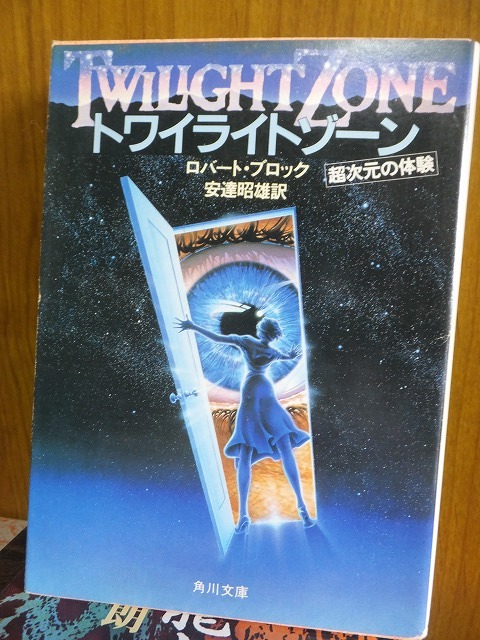 TWILIGHT ZONE
トワイライトゾーン
ロバート・ブロック
安達昭雄訳
超次元の体験
角川文庫
朗